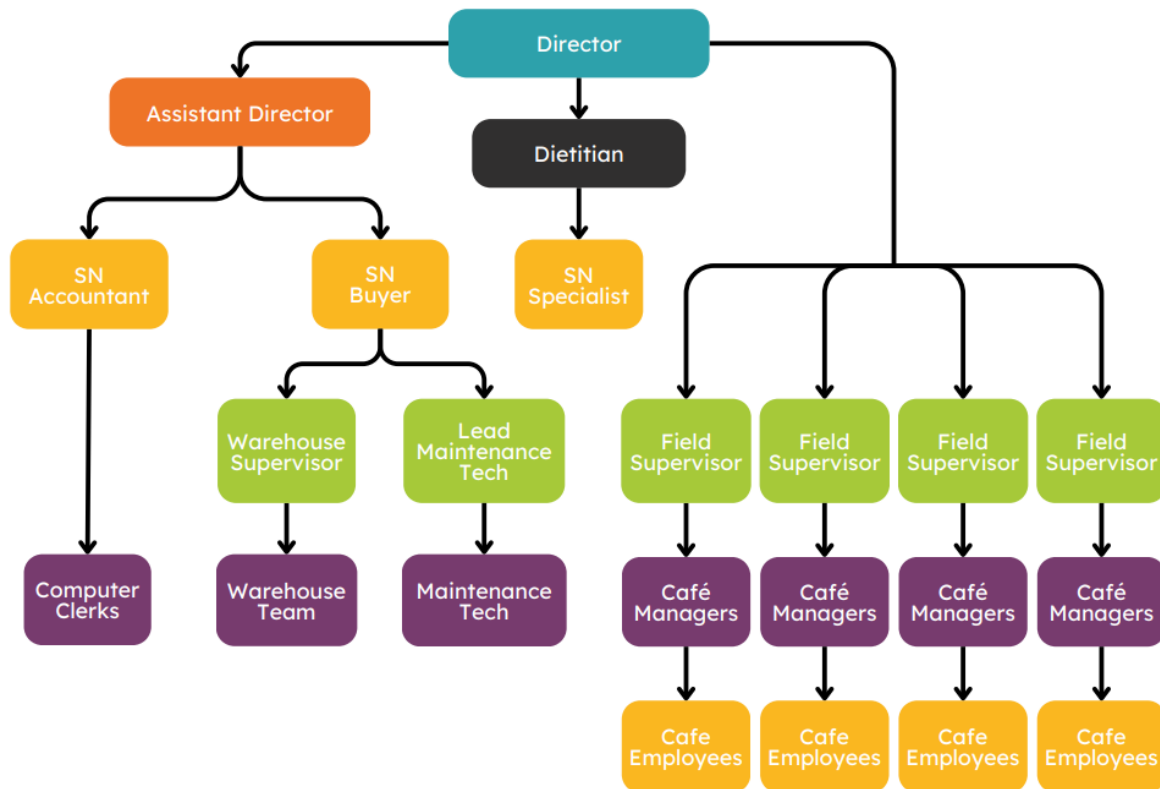 Director
Assistant Director
Dietitian
SN
Accountant
SN
Buyer
SN
Specialist
Warehouse
Supervisor
Lead
Maintenance
Tech
Field
Supervisor
Field
Supervisor
Field
Supervisor
Field
Supervisor
Computer
Clerks
Warehouse
Team
Maintenance
Tech
Café
Managers
Café
Managers
Café
Managers
Café
Managers
Cafe
Employees
Cafe
Employees
Cafe
Employees
Cafe
Employees